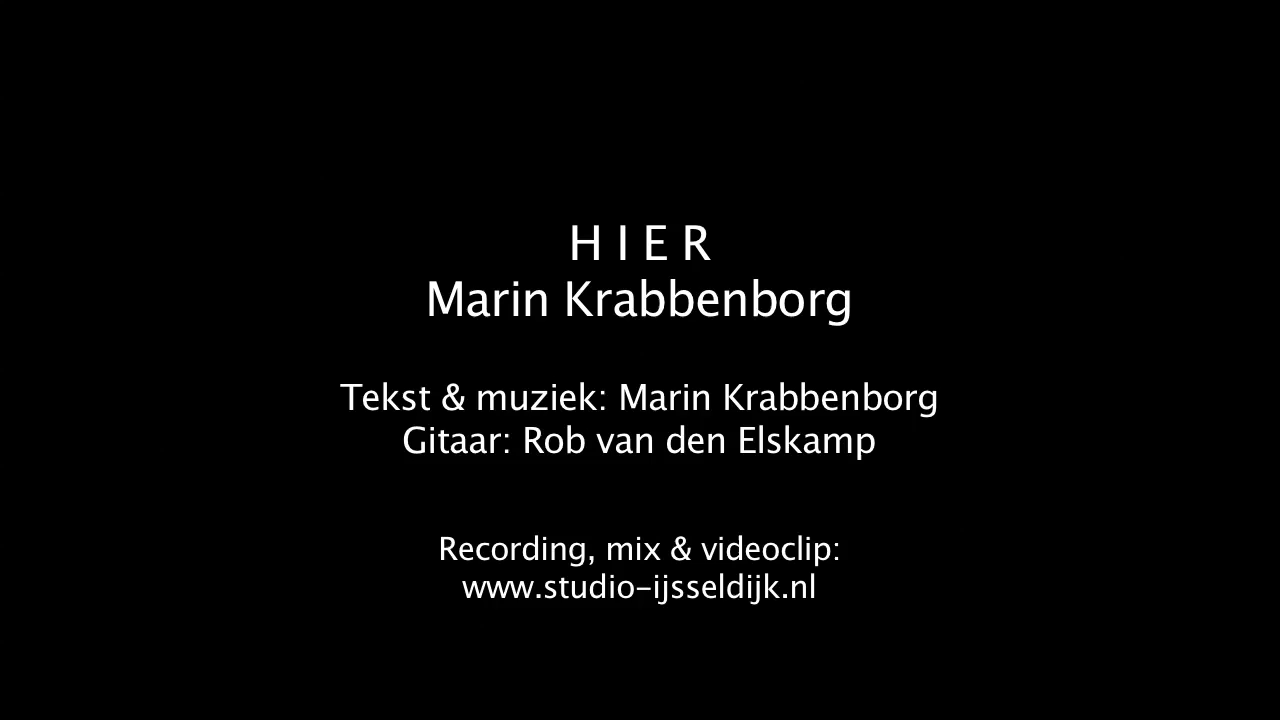 H I E R
Marin Krabbenborg
Tekst & muziek: Marin Krabbenborg
Gitaar: Rob van den Elskamp
Recording, mix & videoclip:
www.studio-ijsseldijk.nl